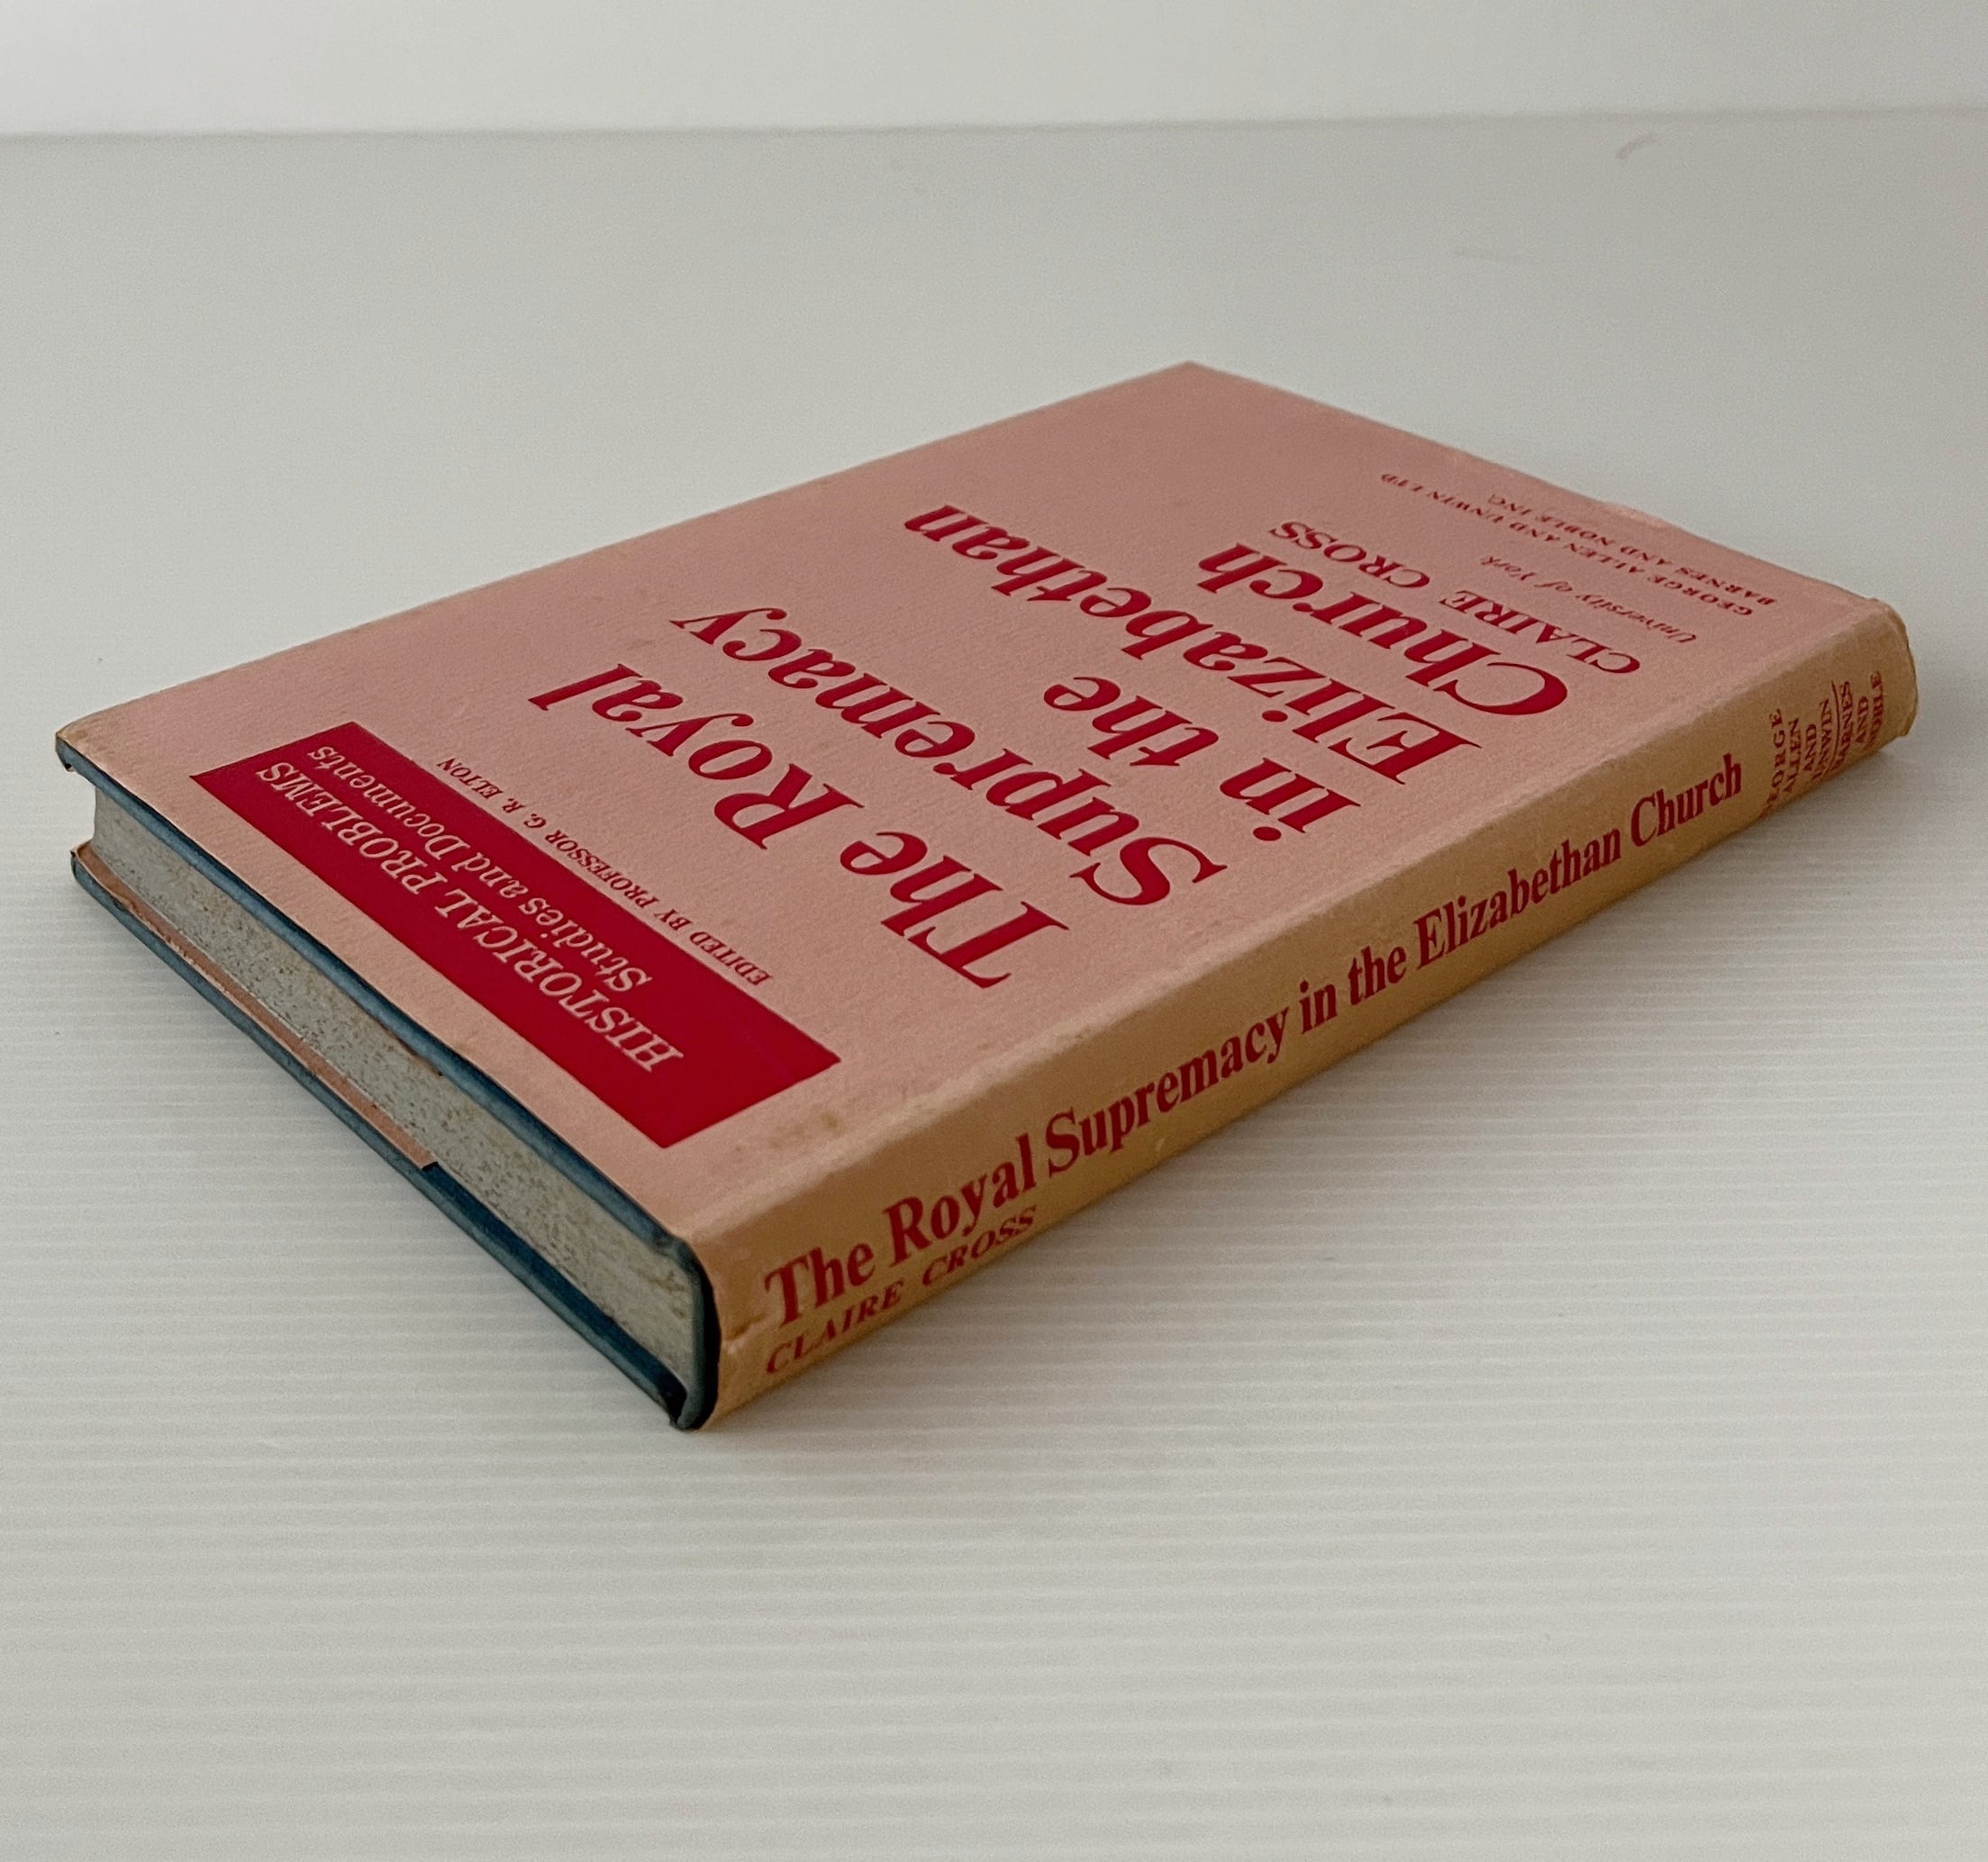 HISTORICAL PROBLEMS
Studies and Documents
EDITED BY PROFESSOR G. R. ELTON
The Royal
Supremacy
in the
Elizabethan
Church
CLAIRE CROSS
University of York
GEORGE ALLEN AND UNWIN LTD
BARNES AND NOBLE INC.
The Royal Supremacy in the Elizabethan Church
CLAIRE CROSS
GEORGE
ALLEN
AND
UNWIN
BARNES
AND
NOBLE